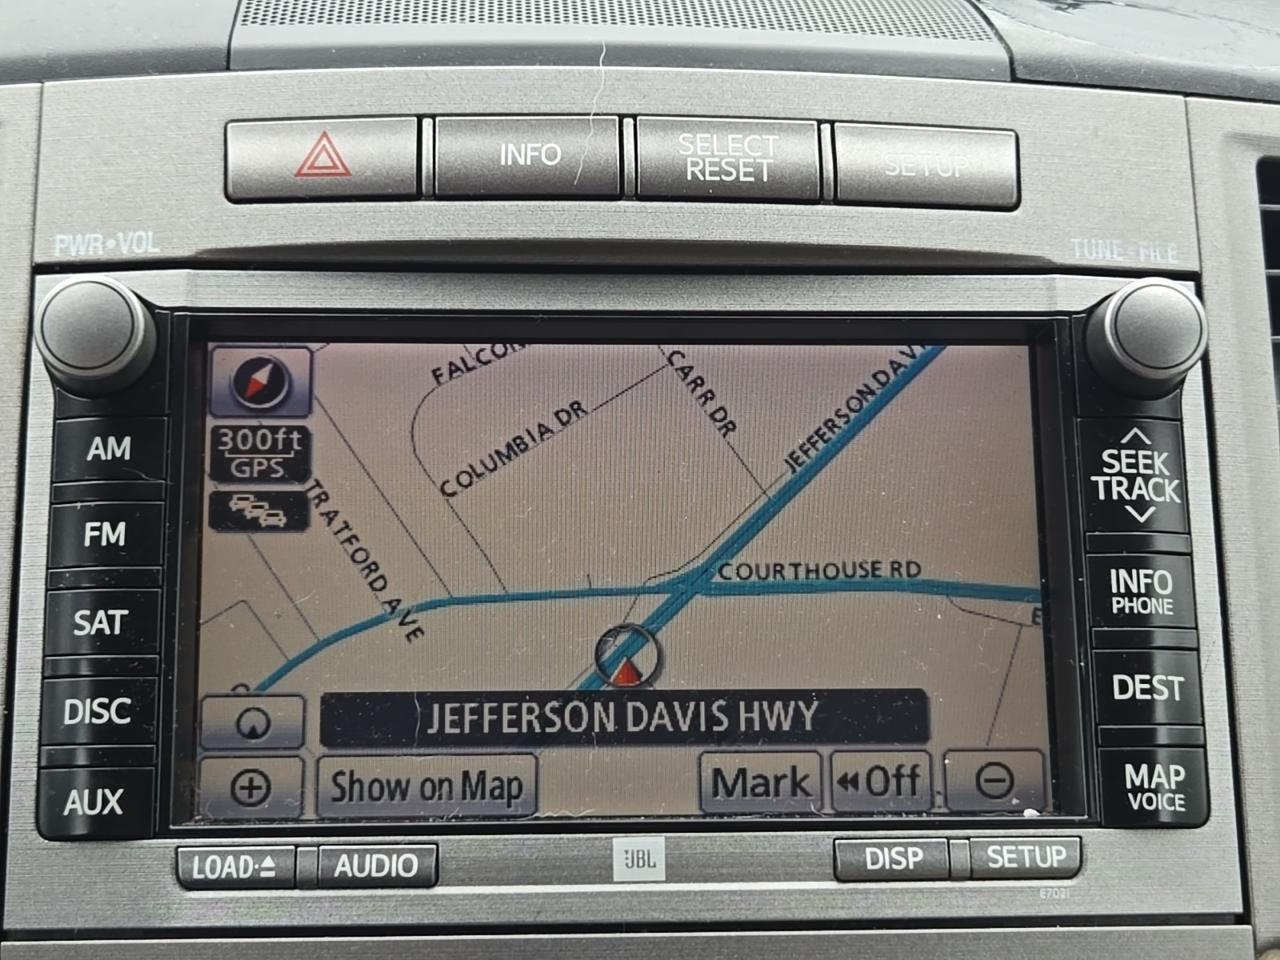 INFO
SELECT
RESET
SETUP
PWR•VOL
TUNE•FILE
AM
FM
SAT
DISC
AUX
SEEK
TRACK
INFO
PHONE
DEST
MAP
VOICE
300ft
GPS
COLUMBIA DR
CARR DR
JEFFERSON
TRATFORD AVE
COURTHOUSE RD
JEFFERSON DAVIS HWY
Show on Map
Mark
Off
LOAD
AUDIO
JBL
DISP
SETUP
E7021